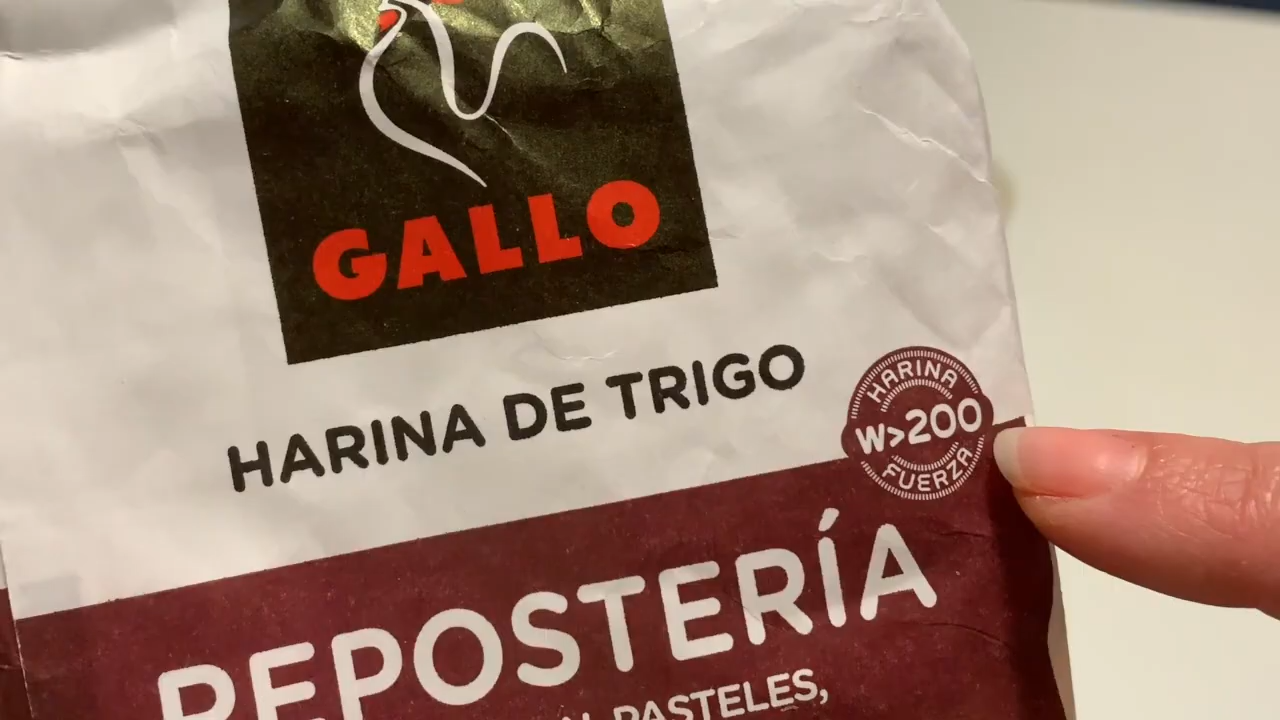 GALLO
HARINA DE TRIGO
HARINA
W>200
FUERZA
REPOSTERÍA
PASTELES,